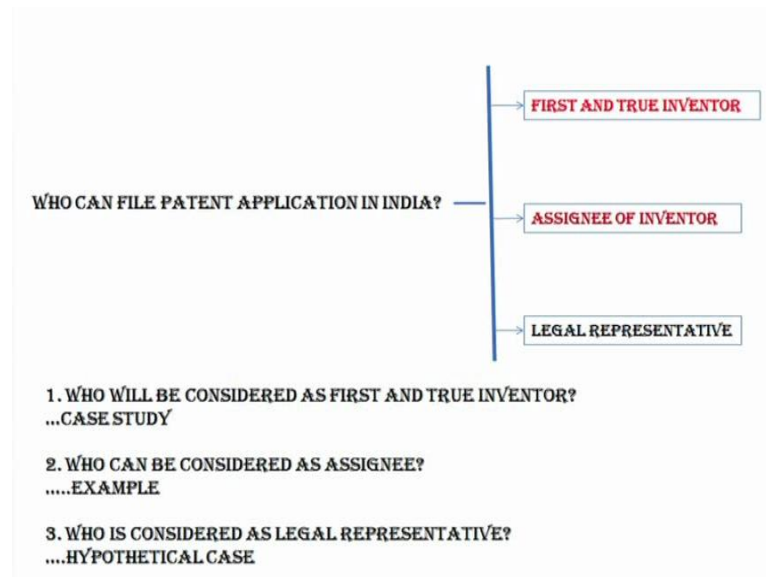 FIRST AND TRUE INVENTOR
WHO CAN FILE PATENT APPLICATION IN INDIA?
ASSIGNEE OF INVENTOR
LEGAL REPRESENTATIVE
1. WHO WILL BE CONSIDERED AS FIRST AND TRUE INVENTOR?
...CASE STUDY
2. WHO CAN BE CONSIDERED AS ASSIGNEE?
.....EXAMPLE
3. WHO IS CONSIDERED AS LEGAL REPRESENTATIVE?
....HYPOTHETICAL CASE